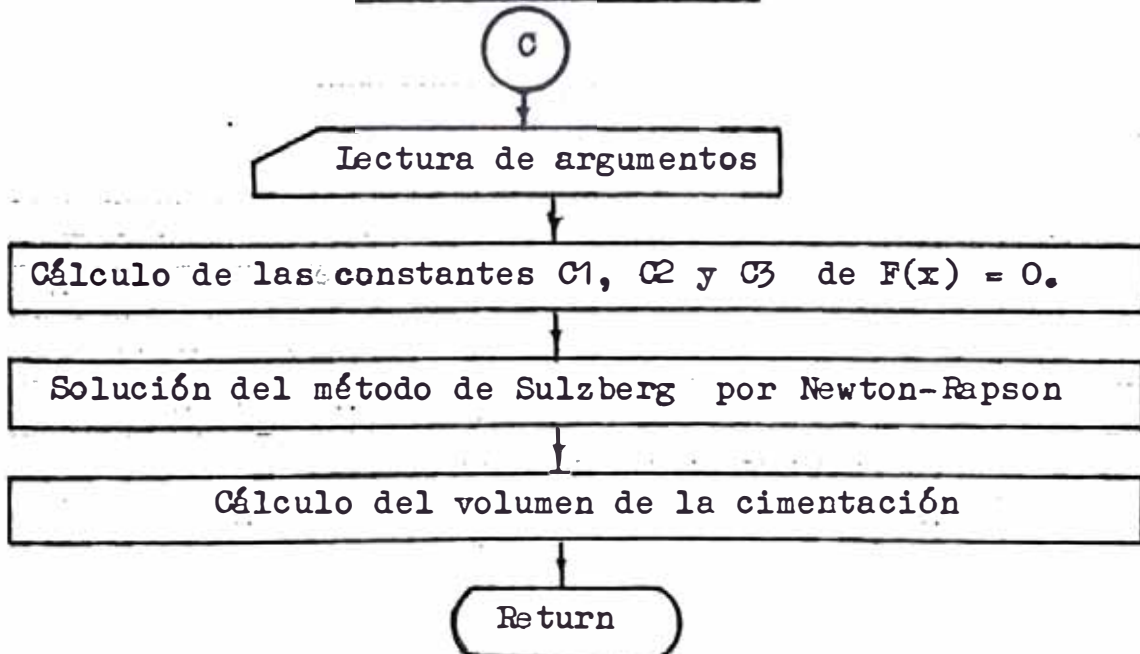 C
Lectura de argumentos
Cálculo de las constantes C1, C2 y C3 de F(x) = 0.
Solución del método de Sulzberg por Newton-Rapson
Cálculo del volumen de la cimentación
Return